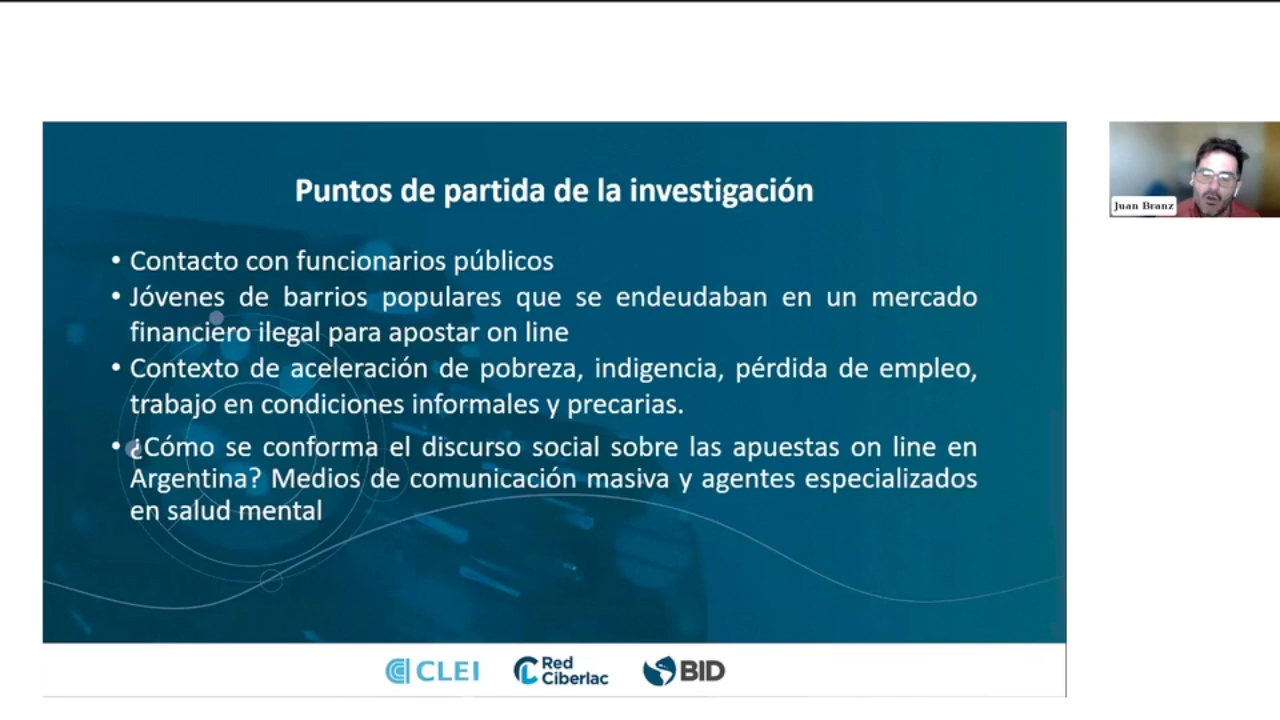 Puntos de partida de la investigación
• Contacto con funcionarios públicos
• Jóvenes de barrios populares que se endeudaban en un mercado
financiero ilegal para apostar on line
• Contexto de aceleración de pobreza, indigencia, pérdida de empleo,
trabajo en condiciones informales y precarias.
• ¿Cómo se conforma el discurso social sobre las apuestas on line en
Argentina? Medios de comunicación masiva y agentes especializados
en salud mental
Juan Branz
CLEI
Red
Ciberlac
BID